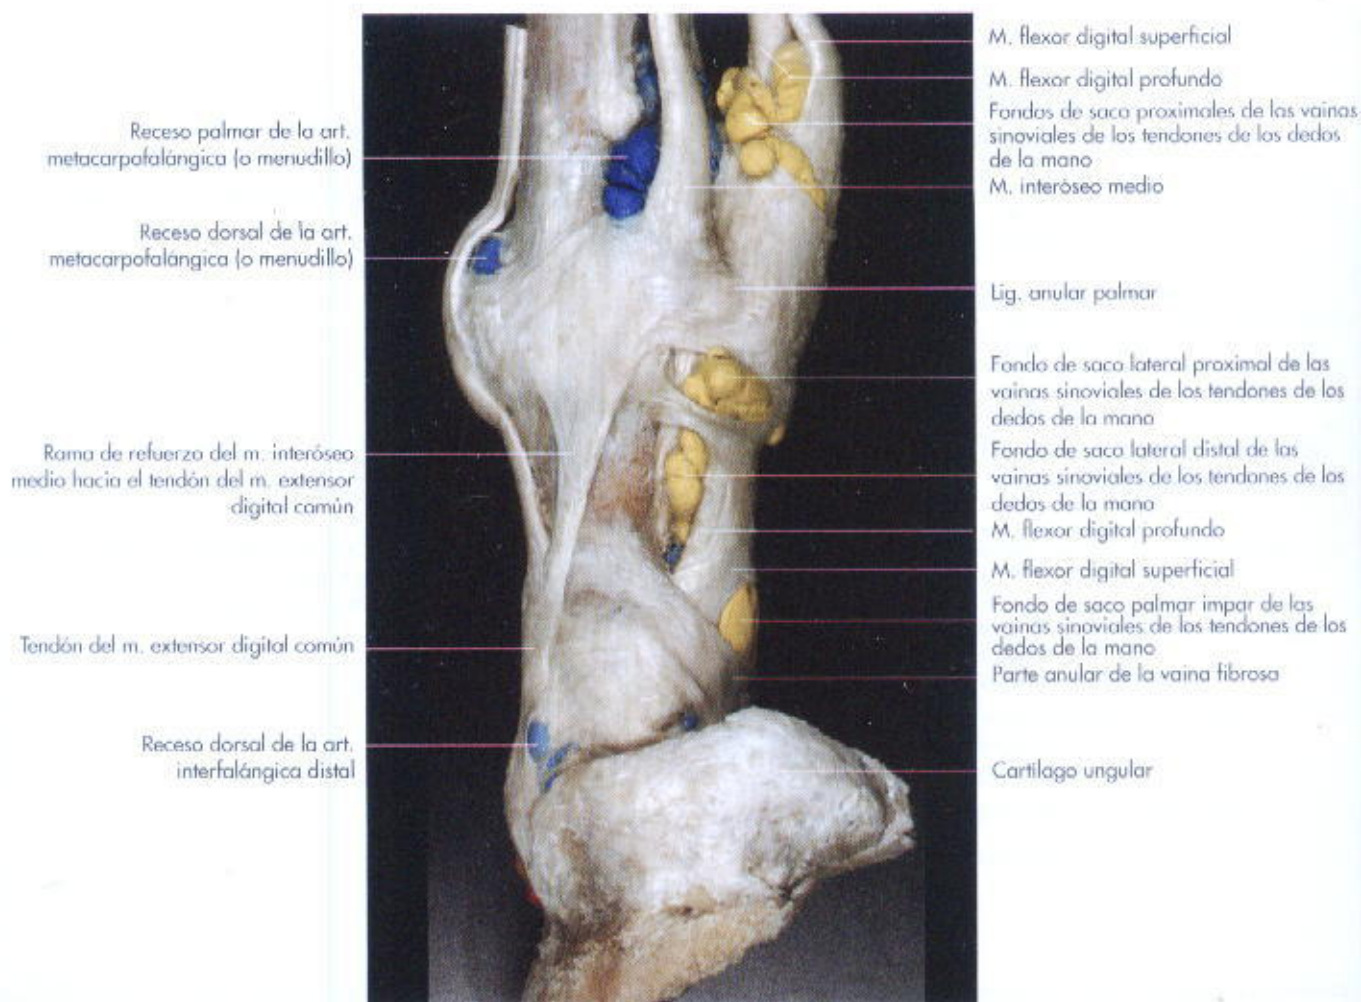 Receso palmar de la art.
metacarpofalángica (o menudillo)
Receso dorsal de la art.
metacarpofalángica (o menudillo)
Rama de refuerzo del m. interóseo
medio hacia el tendón del m. extensor
digital común
Tendón del m. extensor digital común
Receso dorsal de la art.
interfalángica distal
M. flexor digital superficial
M. flexor digital profundo
Fondos de saco proximales de las vainas
sinoviales de los tendones de los dedos
de la mano
M. interóseo medio
Lig. anular palmar
Fondo de saco lateral proximal de las
vainas sinoviales de los tendones de los
dedos de la mano
Fondo de saco lateral distal de las
vainas sinoviales de los tendones de los
dedos de la mano
M. flexor digital profundo
M. flexor digital superficial
Fondo de saco palmar impar de las
vainas sinoviales de los tendones de los
dedos de la mano
Parte anular de la vaina fibrosa
Cartílago ungular